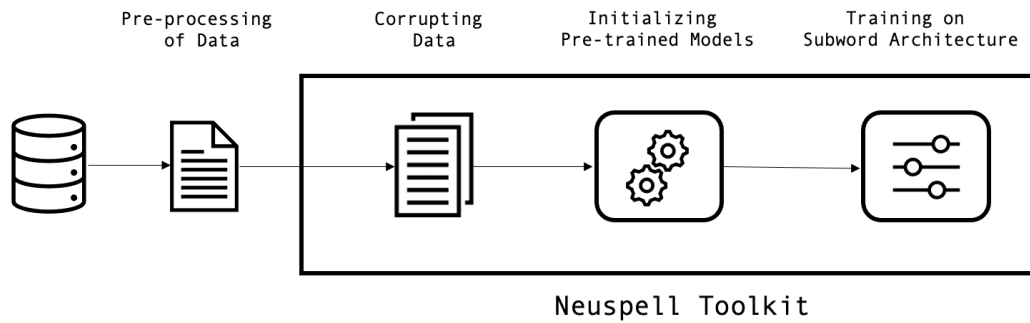 Pre-processing
of Data
Corrupting
Data
Initializing
Pre-trained Models
Training on
Subword Architecture
Neuspell Toolkit